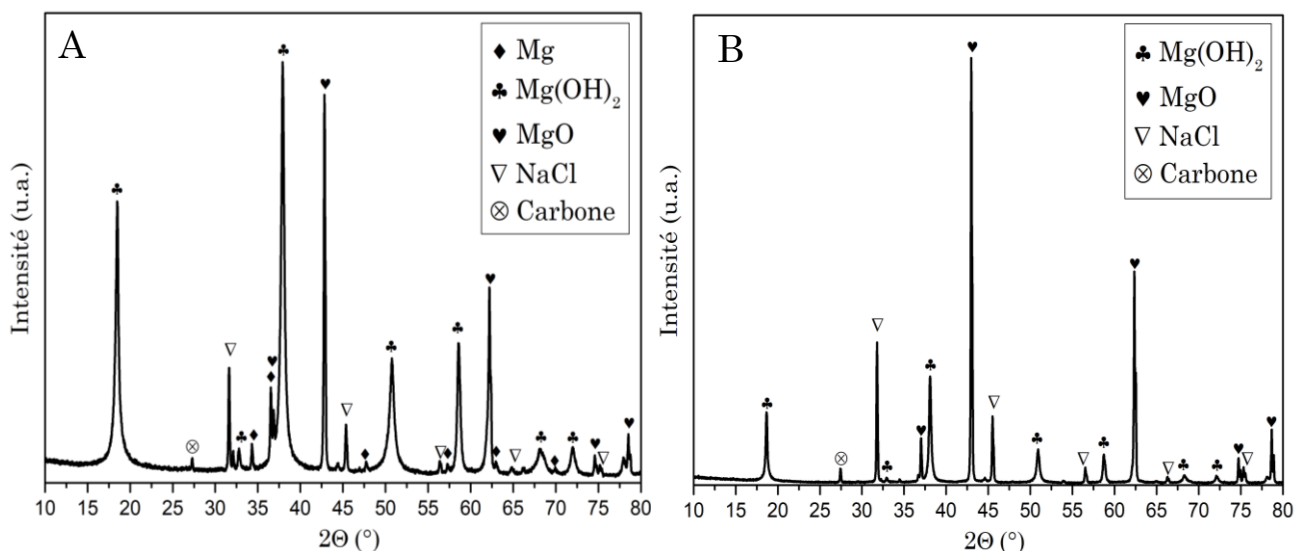 A
♦ Mg
♣ Mg(OH)₂
♥ MgO
▽ NaCl
⊗ Carbone
Intensité (u.a.)
10 15 20 25 30 35 40 45 50 55 60 65 70 75 80
2Θ (°)
B
♣ Mg(OH)₂
♥ MgO
▽ NaCl
⊗ Carbone
Intensité (u.a.)
10 15 20 25 30 35 40 45 50 55 60 65 70 75 80
2Θ (°)